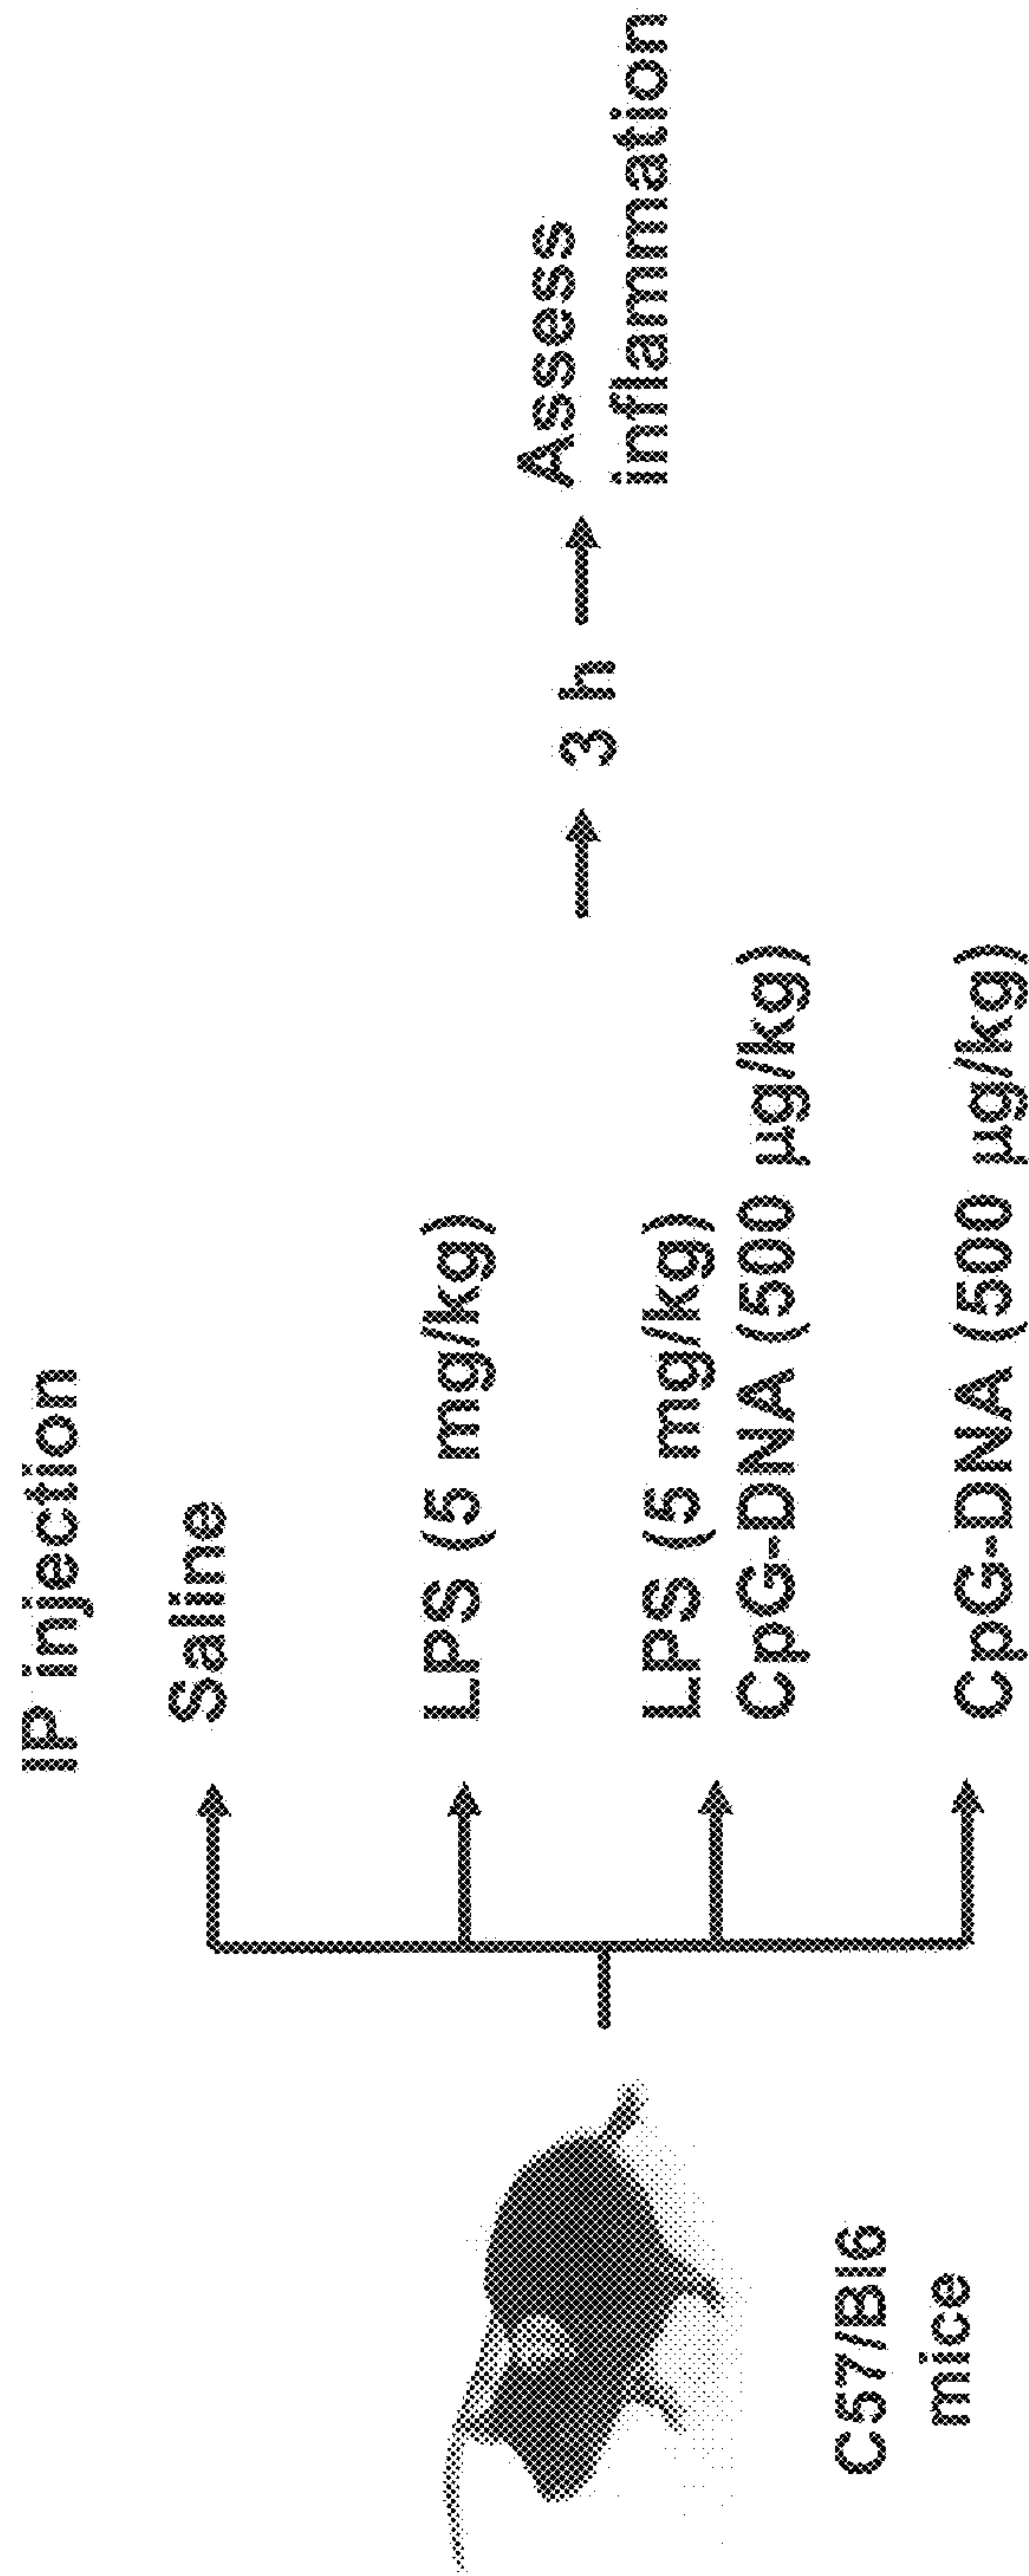 IP injection
Saline
LPS (5 mg/kg)
LPS (5 mg/kg)
CpG-DNA (500 µg/kg)
CpG-DNA (500 µg/kg)
3 h
Assess
inflammation
C57/Bl6
mice